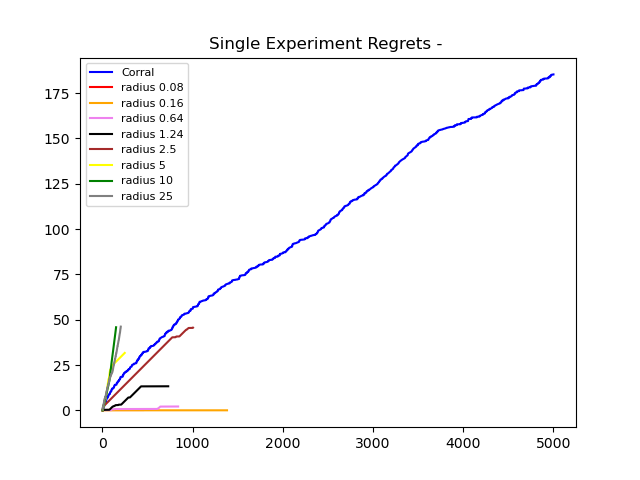 Single Experiment Regrets -
Corral
radius 0.08
radius 0.16
radius 0.64
radius 1.24
radius 2.5
radius 5
radius 10
radius 25
175
150
125
100
75
50
25
0
0 1000 2000 3000 4000 5000